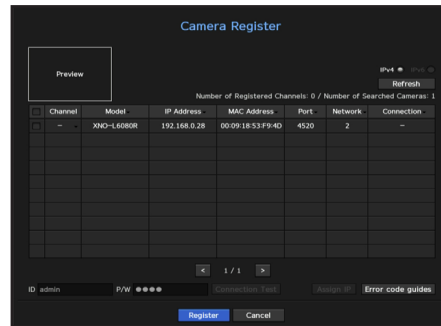 Camera Register
Preview
IPv4 IPv6
Refresh
Number of Registered Channels: 0 / Number of Searched Cameras: 1
Channel Model IP Address MAC Address Port Network Connection
- XNO-L6080R 192.168.0.28 00:09:18:53:F9:4D 4520 2 -
< 1 / 1 >
ID admin P/W ●●●● Connection Test Assign IP Error code guides
Register Cancel